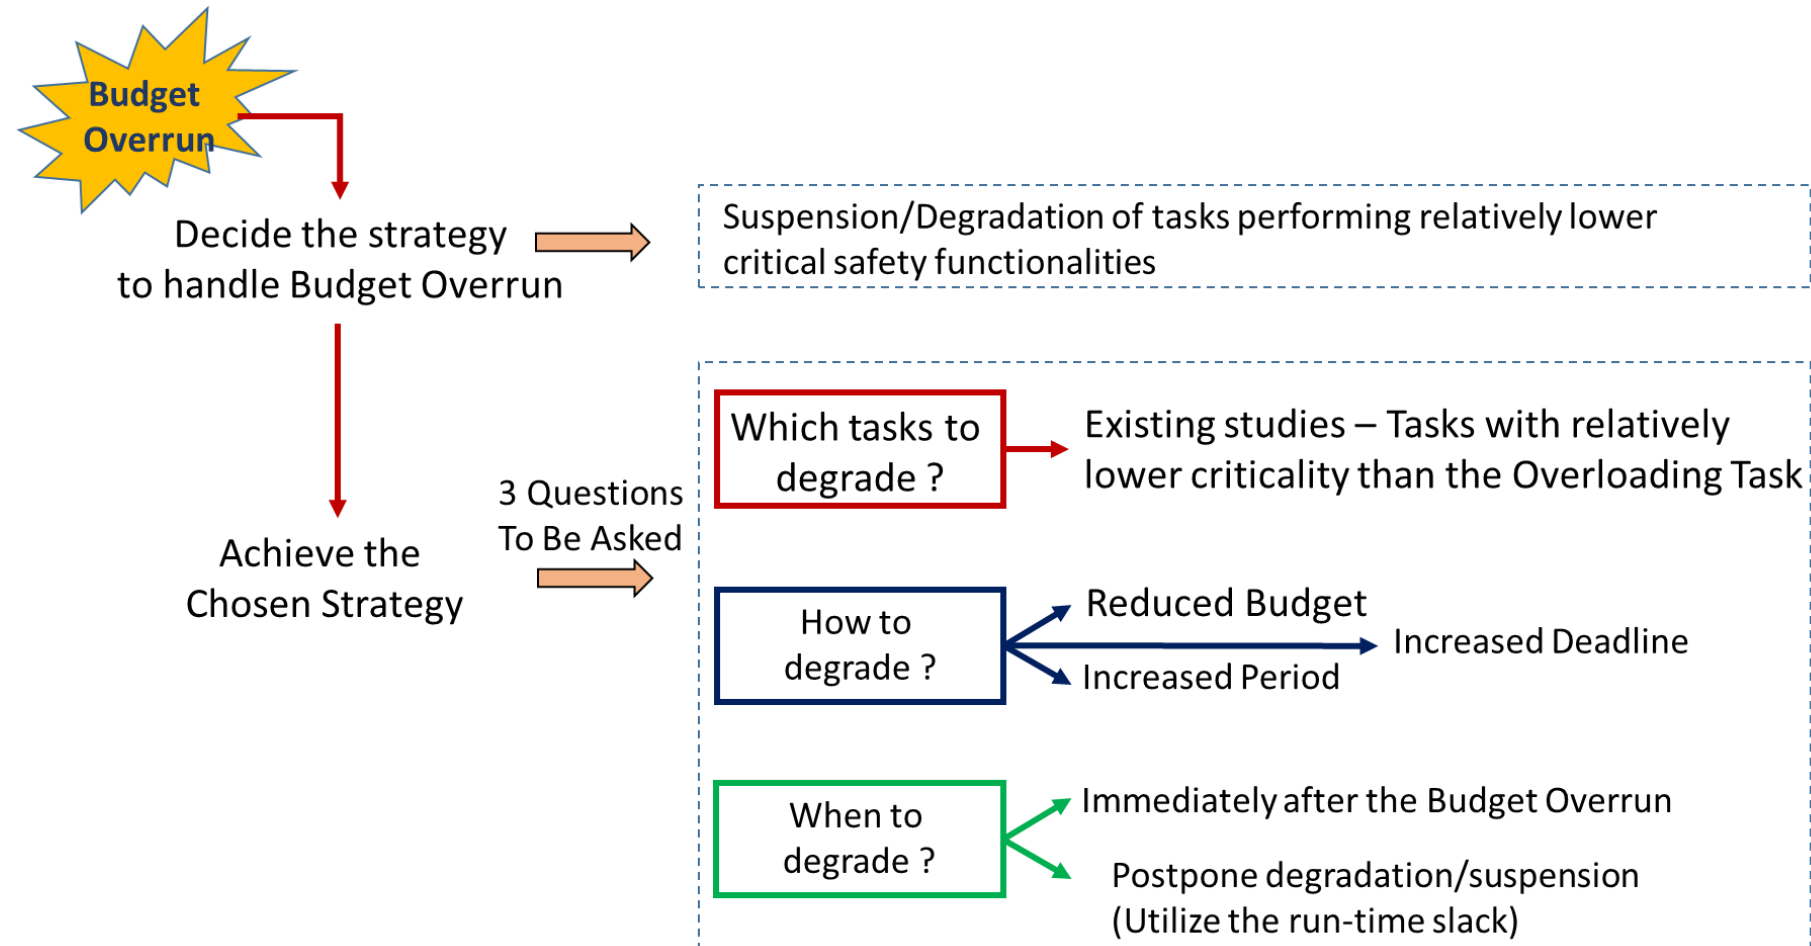 Budget
Overrun
Decide the strategy
to handle Budget Overrun
Suspension/Degradation of tasks performing relatively lower
critical safety functionalities
Achieve the
Chosen Strategy
3 Questions
To Be Asked
Which tasks to
degrade ?
Existing studies – Tasks with relatively
lower criticality than the Overloading Task
How to
degrade ?
Reduced Budget
Increased Deadline
Increased Period
When to
degrade ?
Immediately after the Budget Overrun
Postpone degradation/suspension
(Utilize the run-time slack)